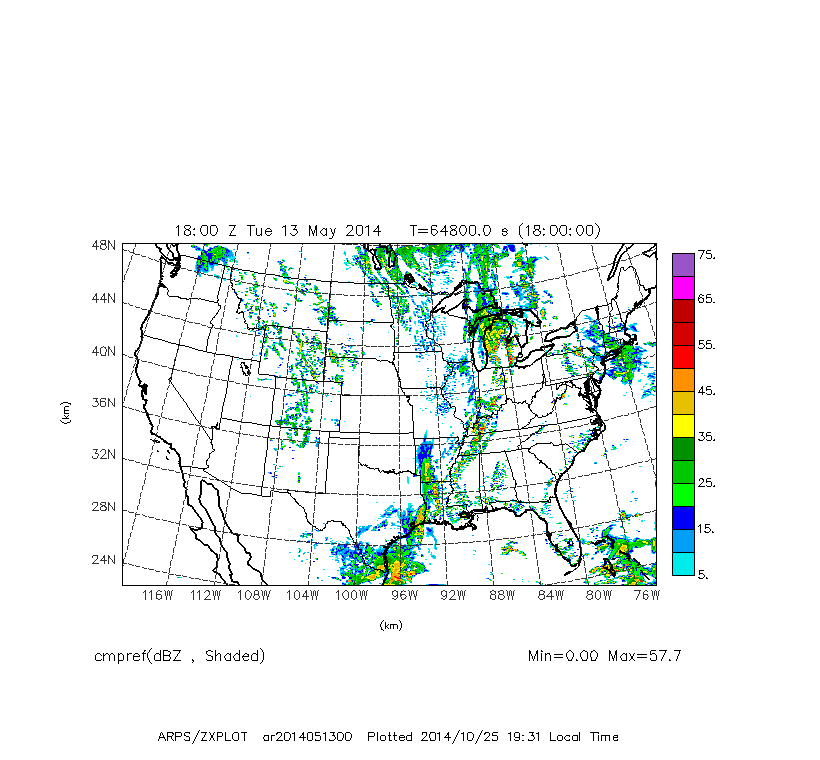 18:00 Z Tue 13 May 2014 T=64800.0 s (18:00:00)
48N
44N
40N
36N
32N
28N
24N
(km)
75.
65.
55.
45.
35.
25.
15.
5.
116W 112W 108W 104W 100W 96W 92W 88W 84W 80W 76W
(km)
cmpref(dBZ , Shaded) Min=0.00 Max=57.7
ARPS/ZXPLOT ar2014051300 Plotted 2014/10/25 19:31 Local Time